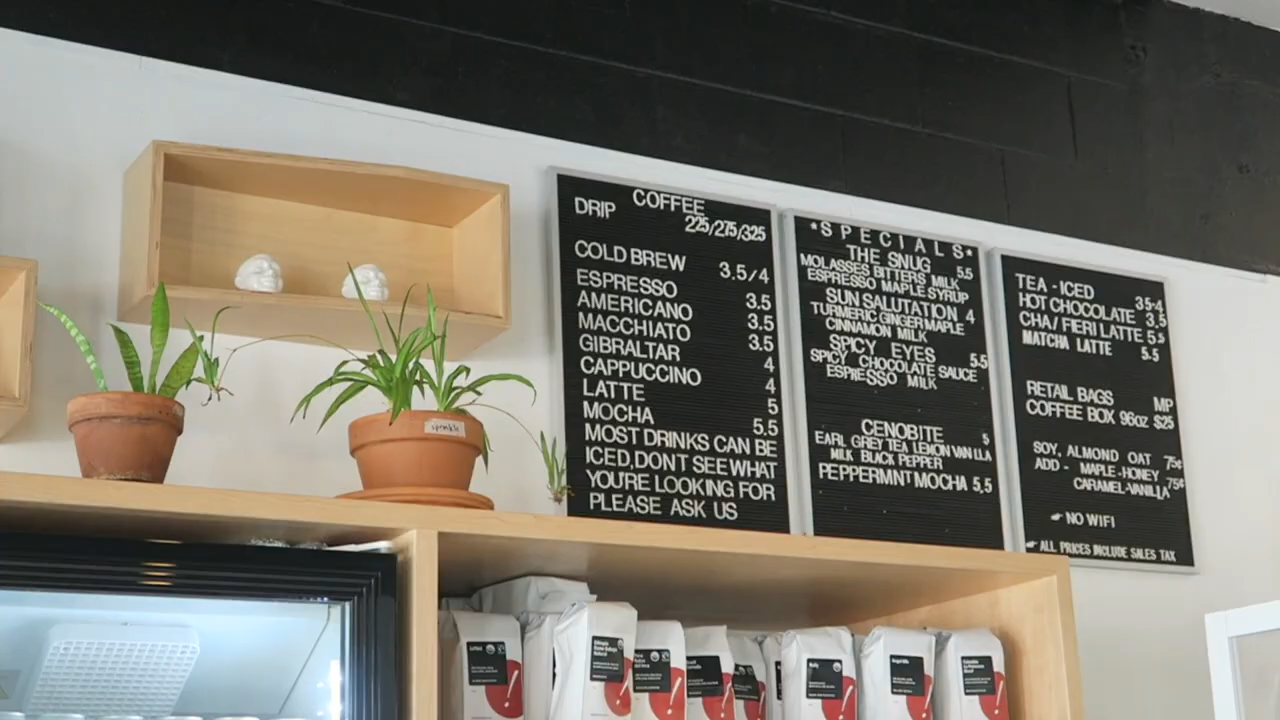 COFFEE
DRIP 225/275/325
COLD BREW 3.5/4
ESPRESSO 3.5
AMERICANO 3.5
MACCHIATO 3.5
GIBRALTAR 4
CAPPUCCINO 4
LATTE 5
MOCHA 5.5
MOST DRINKS CAN BE
ICED,DONT SEE WHAT
YOU'RE LOOKING FOR
PLEASE ASK US
*SPECIALS*
THE SNUG 5.5
MOLASSES BITTERS MILK
ESPRESSO MAPLE SYRUP
SUN SALUTATION 4
TURMERIC GINGER MAPLE
CINNAMON MILK
SPICY EYES 5.5
SPICY CHOCOLATE SAUCE
ESPRESSO MILK
CENOBITE 5
EARL GREY TEA LEMON VANILLA
MILK BLACK PEPPER
PEPPERMNT MOCHA 5.5
TEA - ICED 35-4
HOT CHOCOLATE 3.5
CHA/ FIERI LATTE 5.5
MATCHA LATTE 5.5
RETAIL BAGS MP
COFFEE BOX 96oz $25
SOY, ALMOND OAT 75¢
ADD - MAPLE-HONEY
CARAMEL-VANILLA 75¢
☛ NO WIFI
☛ ALL PRICES INCLUDE SALES TAX
sprinkle